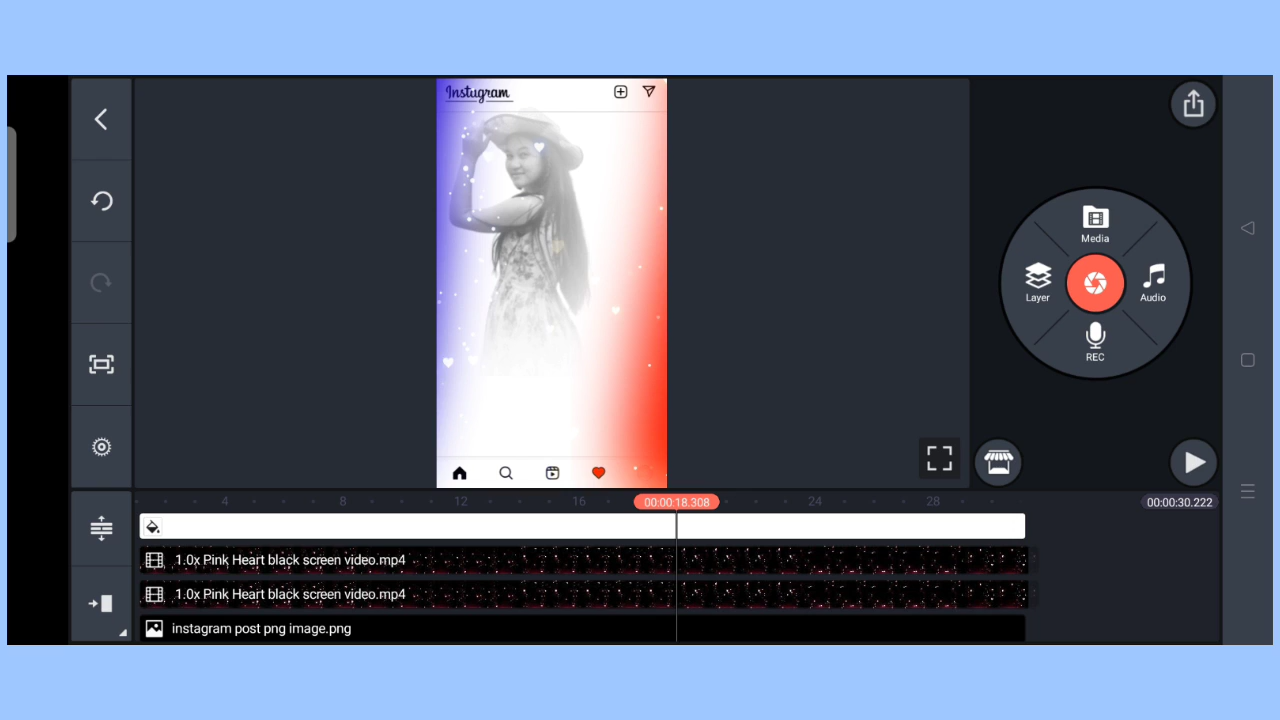 Instugram
Media
Layer
Audio
REC
4
8
12
16
00:00:18.308
24
28
00:00:30.222
1.0x Pink Heart black screen video.mp4
1.0x Pink Heart black screen video.mp4
instagram post png image.png